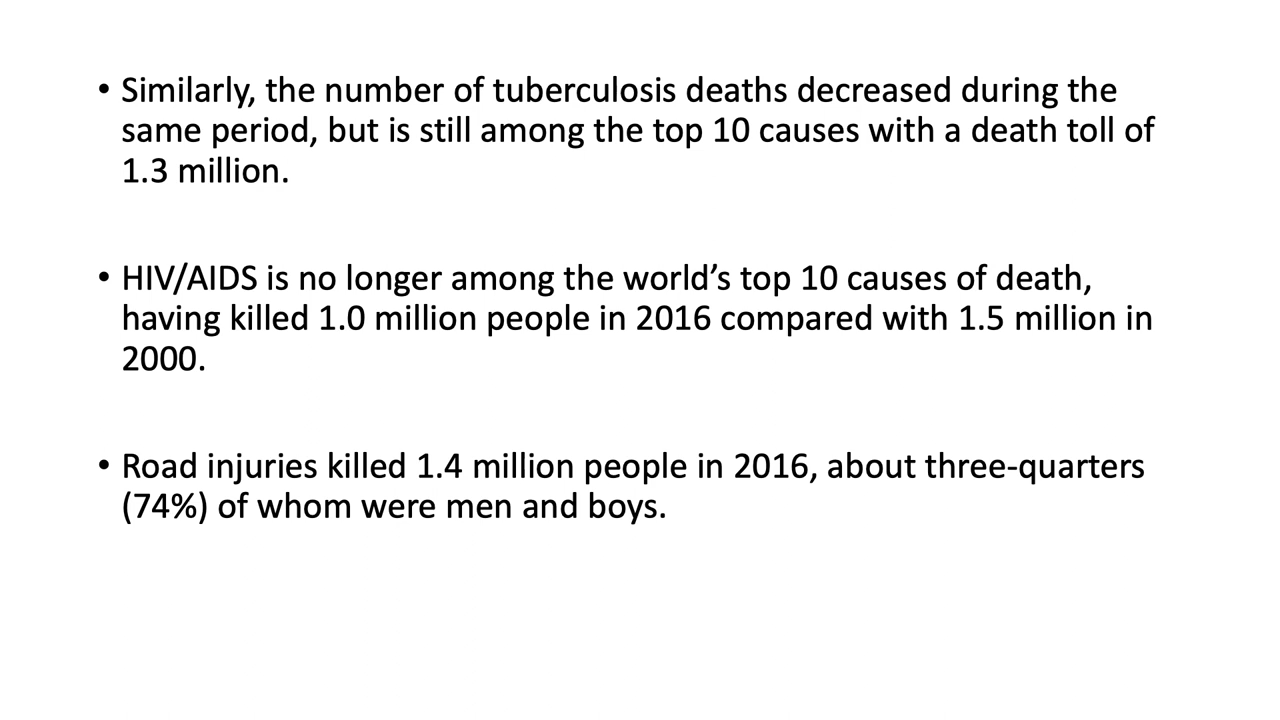 • Similarly, the number of tuberculosis deaths decreased during the
same period, but is still among the top 10 causes with a death toll of
1.3 million.
• HIV/AIDS is no longer among the world’s top 10 causes of death,
having killed 1.0 million people in 2016 compared with 1.5 million in
2000.
• Road injuries killed 1.4 million people in 2016, about three-quarters
(74%) of whom were men and boys.